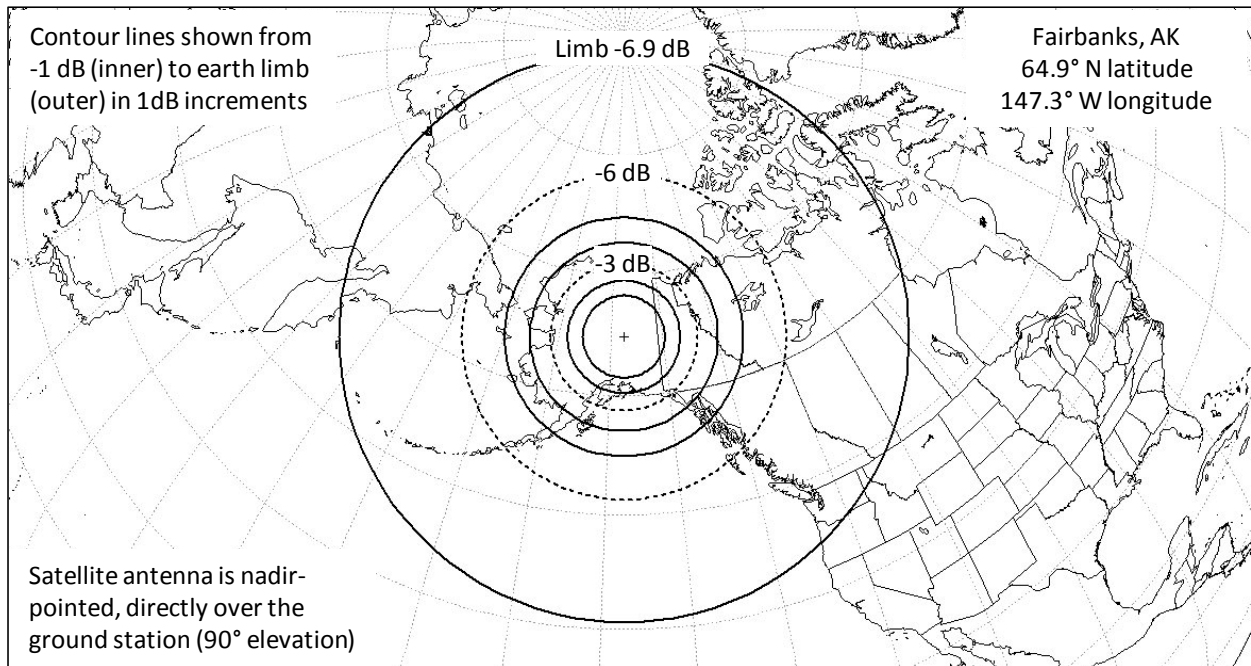 Contour lines shown from
-1 dB (inner) to earth limb
(outer) in 1dB increments
Limb -6.9 dB
Fairbanks, AK
64.9° N latitude
147.3° W longitude
-6 dB
-3 dB
Satellite antenna is nadir-
pointed, directly over the
ground station (90° elevation)